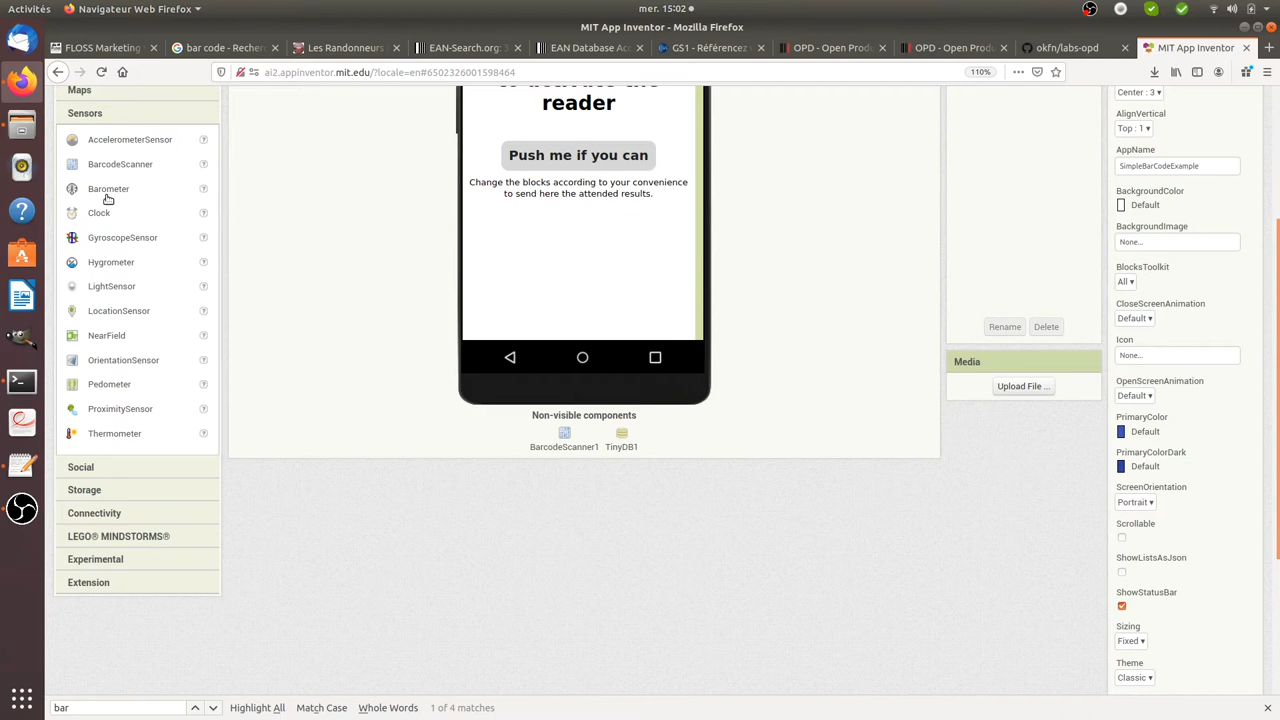 Activités
Navigateur Web Firefox
mer. 15:02
MIT App Inventor - Mozilla Firefox
FLOSS Marketing
bar code - Recher
Les Randonneurs
EAN-Search.org: 3
EAN Database Ac
GS1 - Référencez
OPD - Open Produ
OPD - Open Produ
okfn/labs-opd
MIT App Inventor
ai2.appinventor.mit.edu/?locale=en#6502326001598464
110%
Maps
Sensors
AccelerometerSensor
BarcodeScanner
Barometer
Clock
GyroscopeSensor
Hygrometer
LightSensor
LocationSensor
NearField
OrientationSensor
Pedometer
ProximitySensor
Thermometer
Social
Storage
Connectivity
LEGO® MINDSTORMS®
Experimental
Extension
to activate the
reader
Push me if you can
Change the blocks according to your convenience
to send here the attended results.
Non-visible components
BarcodeScanner1
TinyDB1
Rename
Delete
Media
Upload File ...
Center : 3
AlignVertical
Top : 1
AppName
SimpleBarCodeExample
BackgroundColor
Default
BackgroundImage
None...
BlocksToolkit
All
CloseScreenAnimation
Default
Icon
None...
OpenScreenAnimation
Default
PrimaryColor
Default
PrimaryColorDark
Default
ScreenOrientation
Portrait
Scrollable
ShowListsAsJson
ShowStatusBar
Sizing
Fixed
Theme
Classic
bar
Highlight All
Match Case
Whole Words
1 of 4 matches